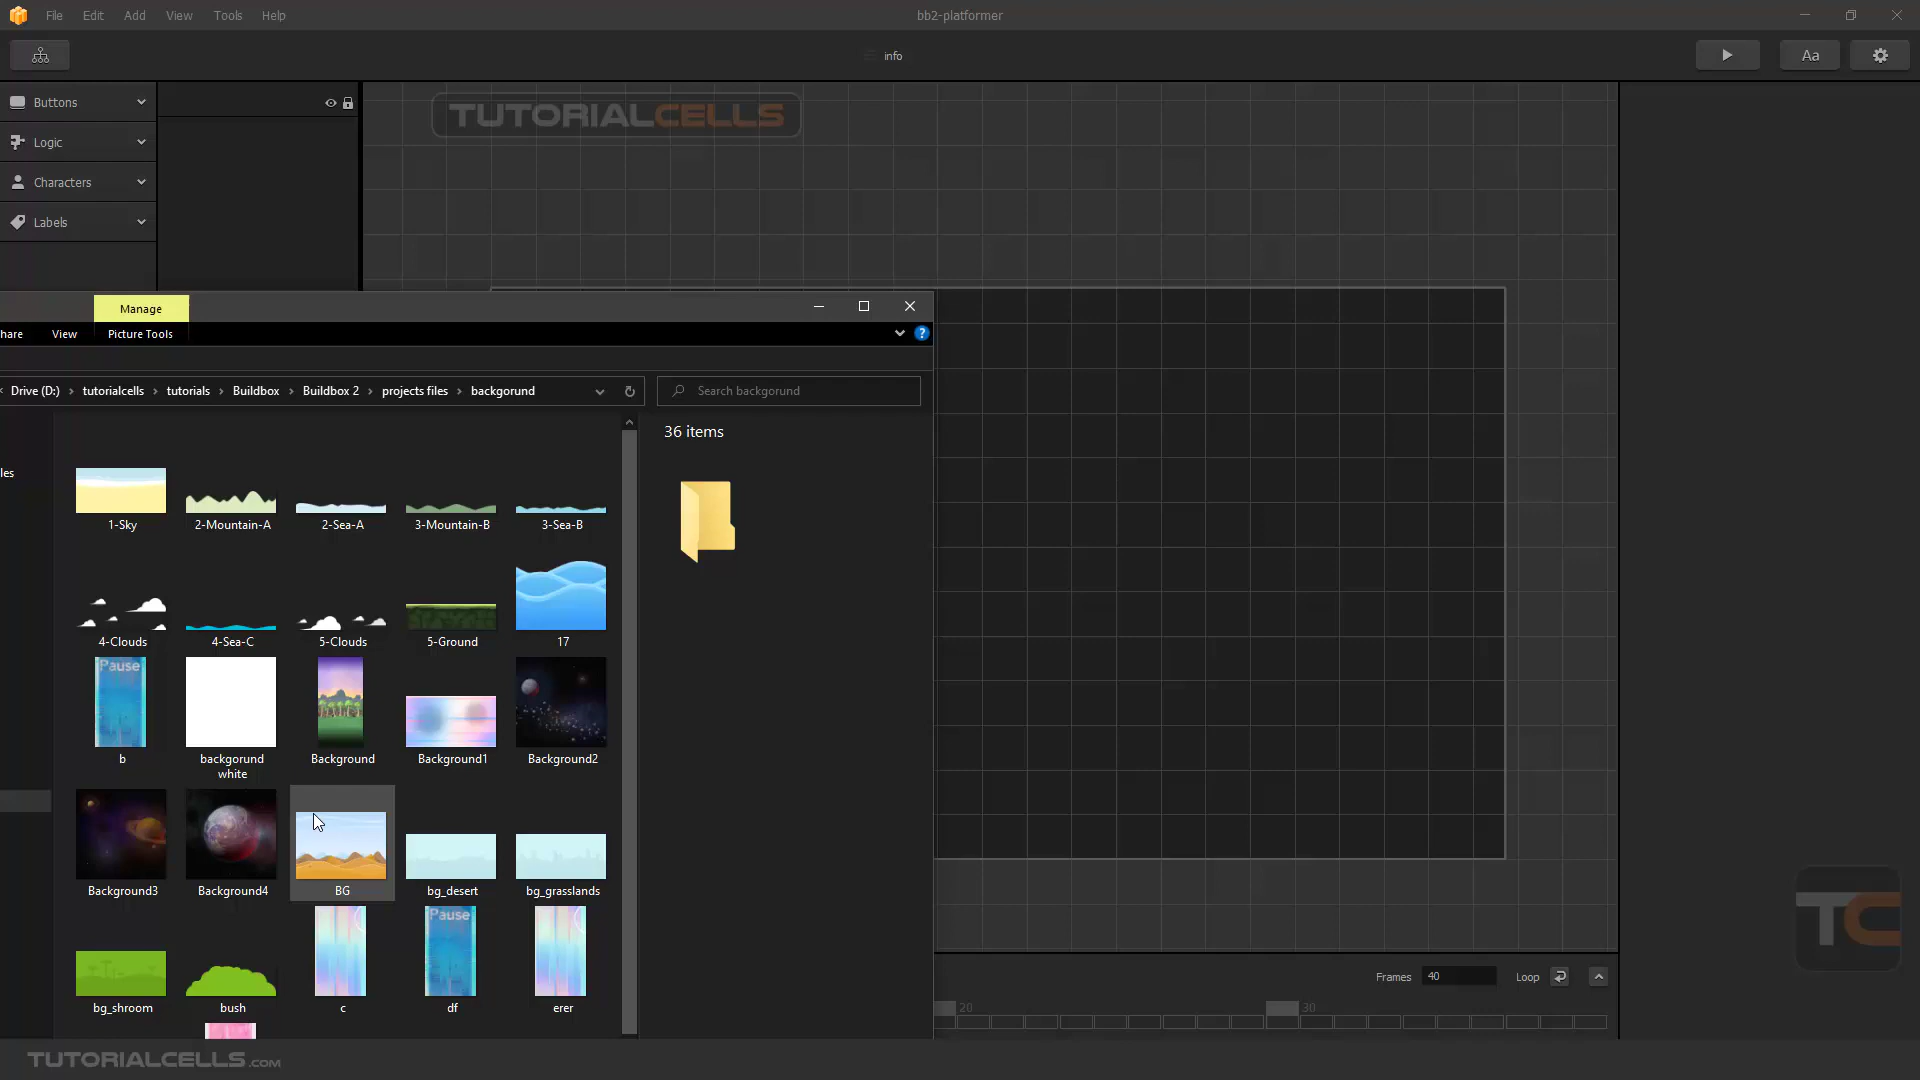 File Edit Add View Tools Help
bb2-platformer
info
Aa
Buttons
Logic
Characters
Labels
TUTORIALCELLS
Manage
hare View Picture Tools
Drive (D:) › tutorialcells › tutorials › Buildbox › Buildbox 2 › projects files › backgorund
Search backgorund
36 items
les
1-Sky 2-Mountain-A 2-Sea-A 3-Mountain-B 3-Sea-B
4-Clouds 4-Sea-C 5-Clouds 5-Ground 17
Pause
b backgorund Background Background1 Background2
white
Background3 Background4 BG bg_desert bg_grasslands
Pause
bg_shroom bush c df erer
Frames 40 Loop
20 30
TC
TUTORIALCELLS.COM